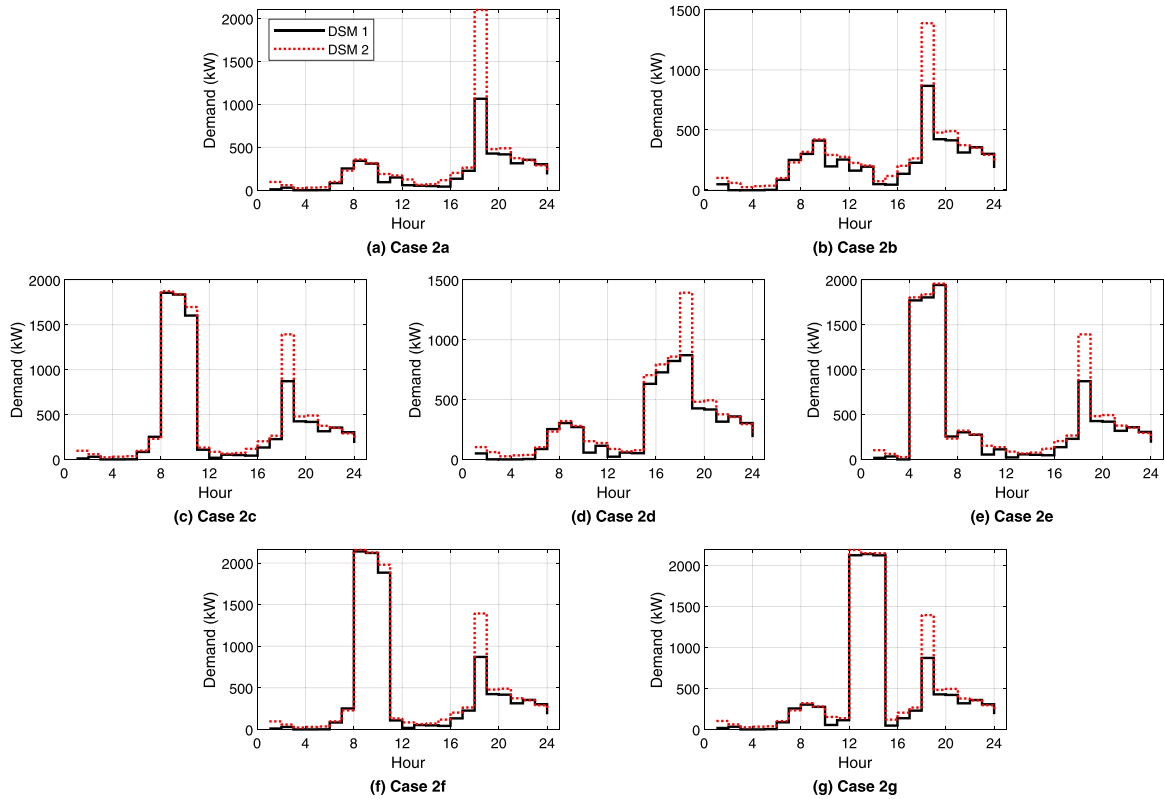 DSM 1
DSM 2
Demand (kW)
2000
1500
1000
500
0
0 4 8 12 16 20 24
Hour
(a) Case 2a
Demand (kW)
1500
1000
500
0
0 4 8 12 16 20 24
Hour
(b) Case 2b
Demand (kW)
2000
1500
1000
500
0
0 4 8 12 16 20 24
Hour
(c) Case 2c
Demand (kW)
1500
1000
500
0
0 4 8 12 16 20 24
Hour
(d) Case 2d
Demand (kW)
2000
1500
1000
500
0
0 4 8 12 16 20 24
Hour
(e) Case 2e
Demand (kW)
2000
1500
1000
500
0
0 4 8 12 16 20 24
Hour
(f) Case 2f
Demand (kW)
2000
1500
1000
500
0
0 4 8 12 16 20 24
Hour
(g) Case 2g